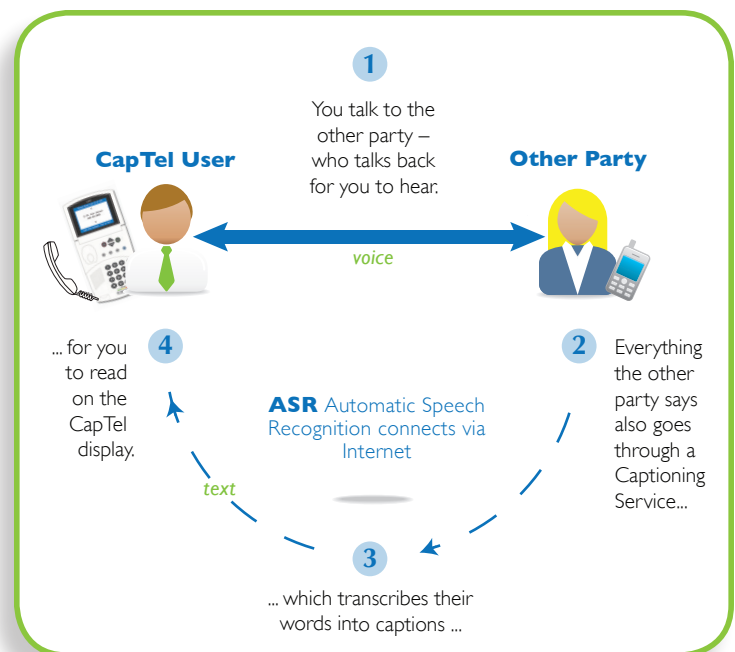 1
You talk to the
other party –
who talks back
for you to hear.
CapTel User
Other Party
voice
2
Everything
the other
party says
also goes
through a
Captioning
Service...
ASR Automatic Speech
Recognition connects via
Internet
3
... which transcribes their
words into captions ...
text
4
... for you
to read
on the
CapTel
display.